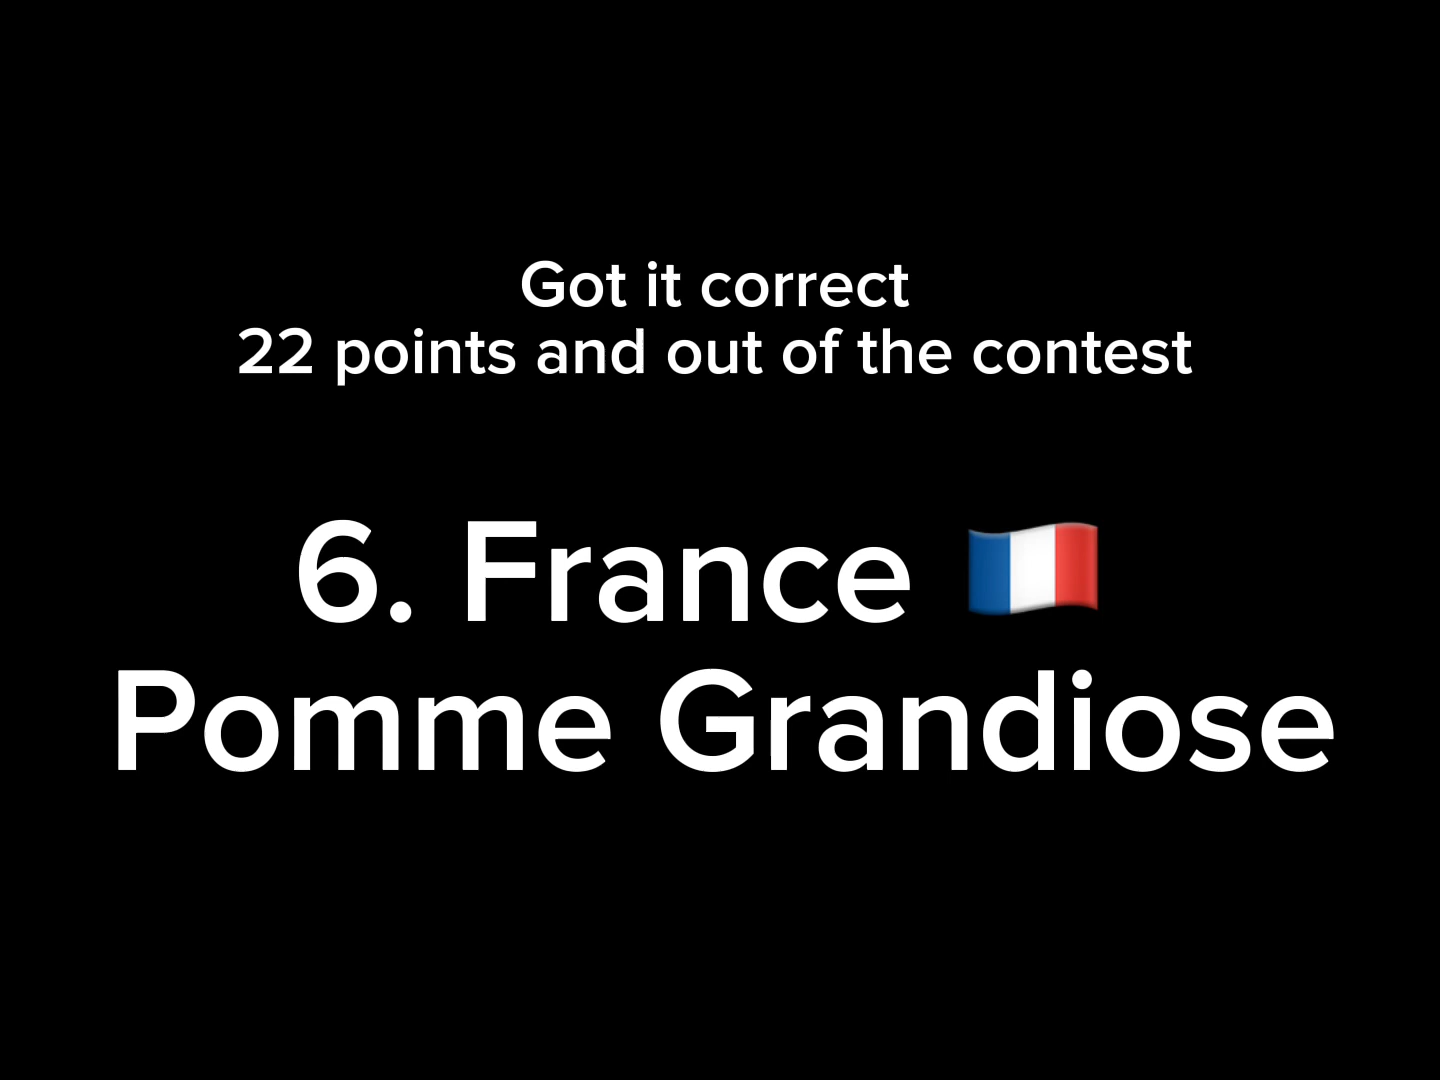 Got it correct
22 points and out of the contest
6. France 🇫🇷
Pomme Grandiose